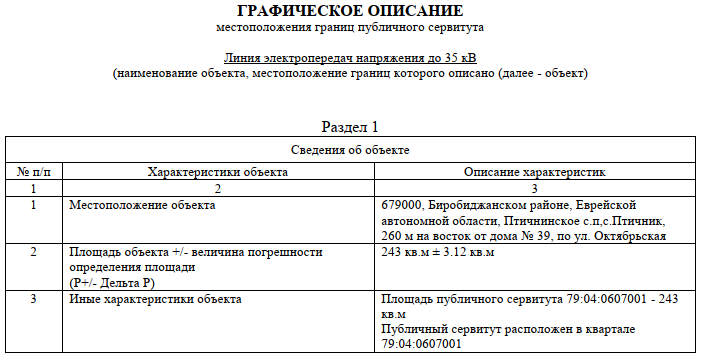 ГРАФИЧЕСКОЕ ОПИСАНИЕ
местоположения границ публичного сервитута
Линия электропередач напряжения до 35 кВ
(наименование объекта, местоположение границ которого описано (далее - объект)
Раздел 1
Сведения об объекте
№ п/п Характеристики объекта Описание характеристик
1 2 3
1 Местоположение объекта 679000, Биробиджанском районе, Еврейской
автономной области, Птичнинское с.п,с.Птичник,
260 м на восток от дома № 39, по ул. Октябрьская
2 Площадь объекта +/- величина погрешности 243 кв.м ± 3.12 кв.м
определения площади
(P+/- Дельта P)
3 Иные характеристики объекта Площадь публичного сервитута 79:04:0607001 - 243
кв.м
Публичный сервитут расположен в квартале
79:04:0607001